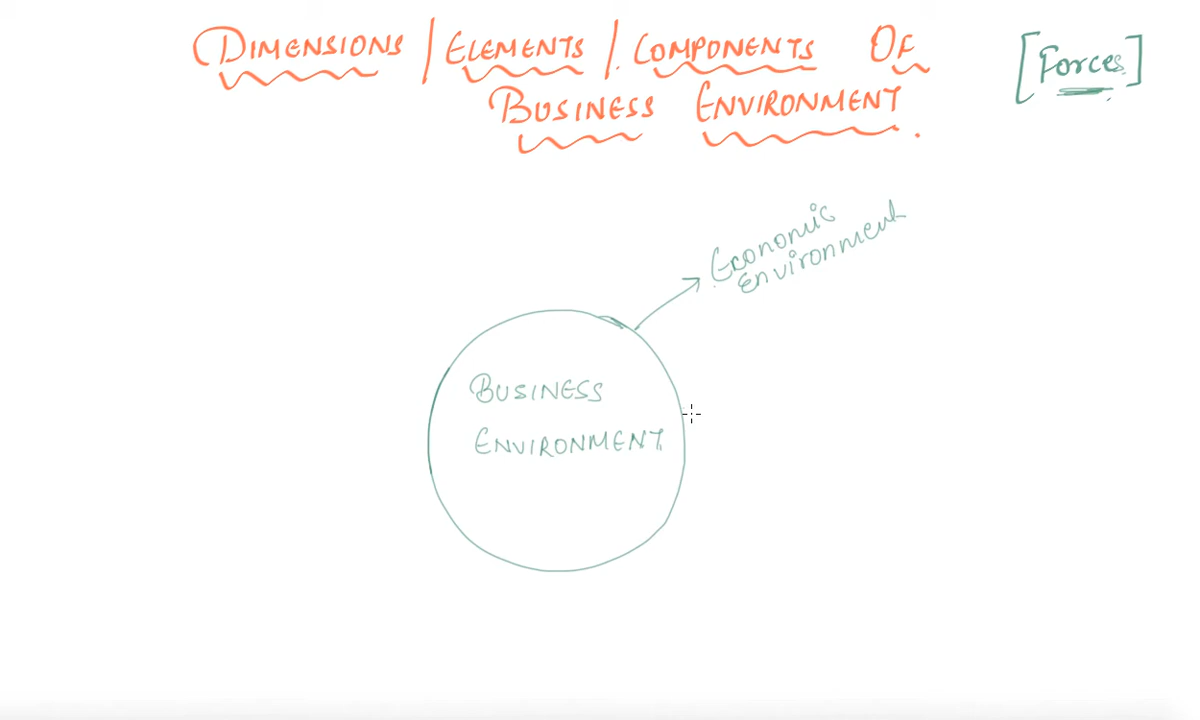 DIMENSIONS / ELEMENTS / COMPONENTS OF
BUSINESS ENVIRONMENT.
[Forces]
Economic
Environment
BUSINESS
ENVIRONMENT